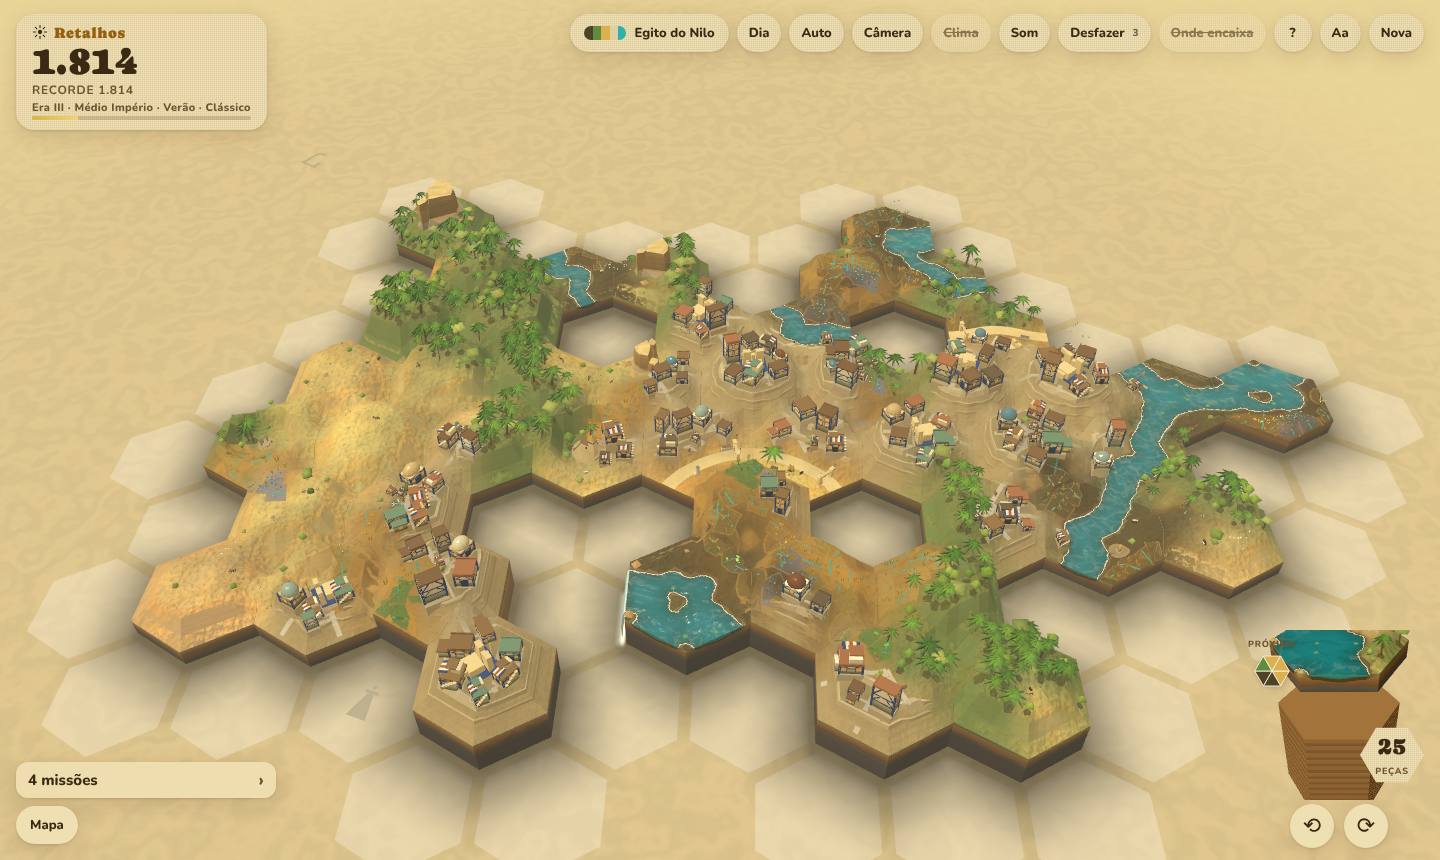 Retalhos
1.814
RECORDE 1.814
Era III · Médio Império · Verão · Clássico
Egito do Nilo
Dia
Auto
Câmera
Clima
Som
Desfazer 3
Onde encaixa
?
Aa
Nova
4 missões ›
Mapa
25
PEÇAS